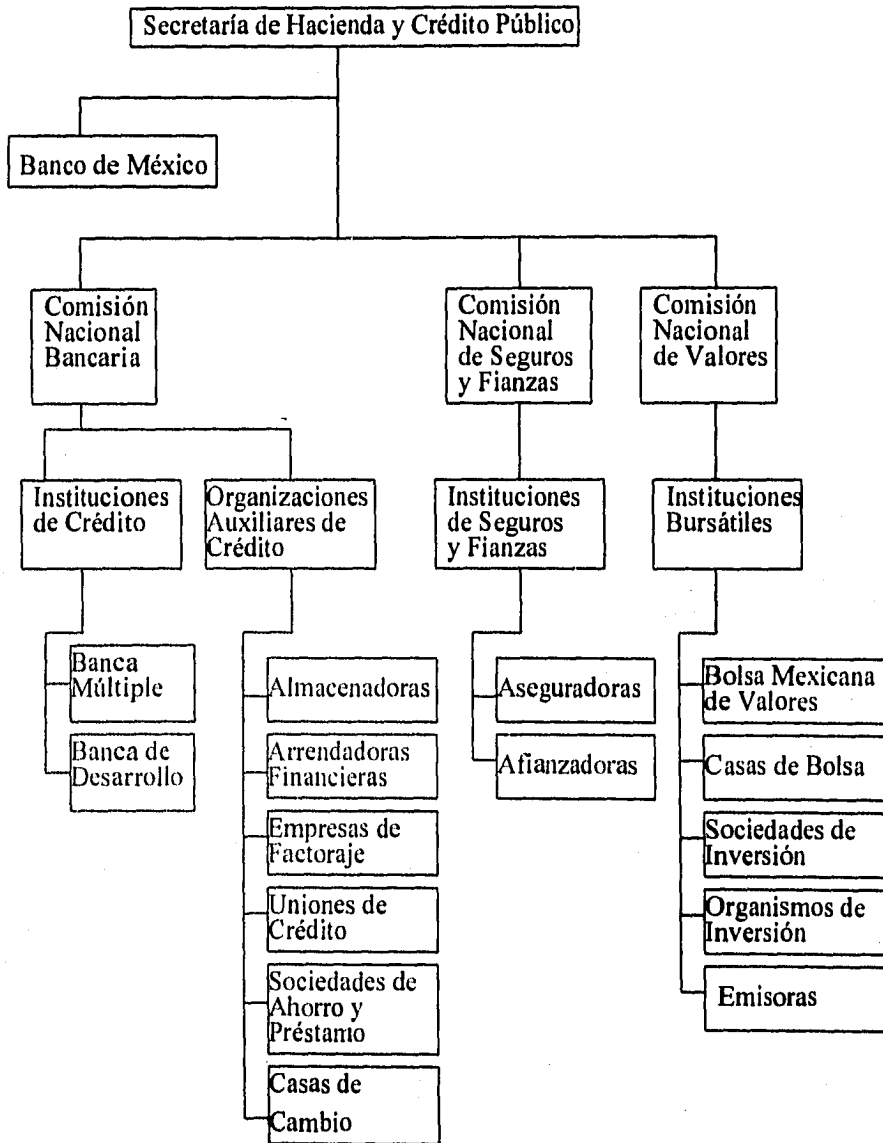 Secretaría de Hacienda y Crédito Público
Banco de México
Comisión
Nacional
Bancaria
Comisión
Nacional
de Seguros
y Fianzas
Comisión
Nacional
de Valores
Instituciones
de Crédito
Organizaciones
Auxiliares de
Crédito
Instituciones
de Seguros
y Fianzas
Instituciones
Bursátiles
Banca
Múltiple
Banca de
Desarrollo
Almacenadoras
Arrendadoras
Financieras
Empresas de
Factoraje
Uniones de
Crédito
Sociedades de
Ahorro y
Préstamo
Casas de
Cambio
Aseguradoras
Afianzadoras
Bolsa Mexicana
de Valores
Casas de Bolsa
Sociedades de
Inversión
Organismos de
Inversión
Emisoras